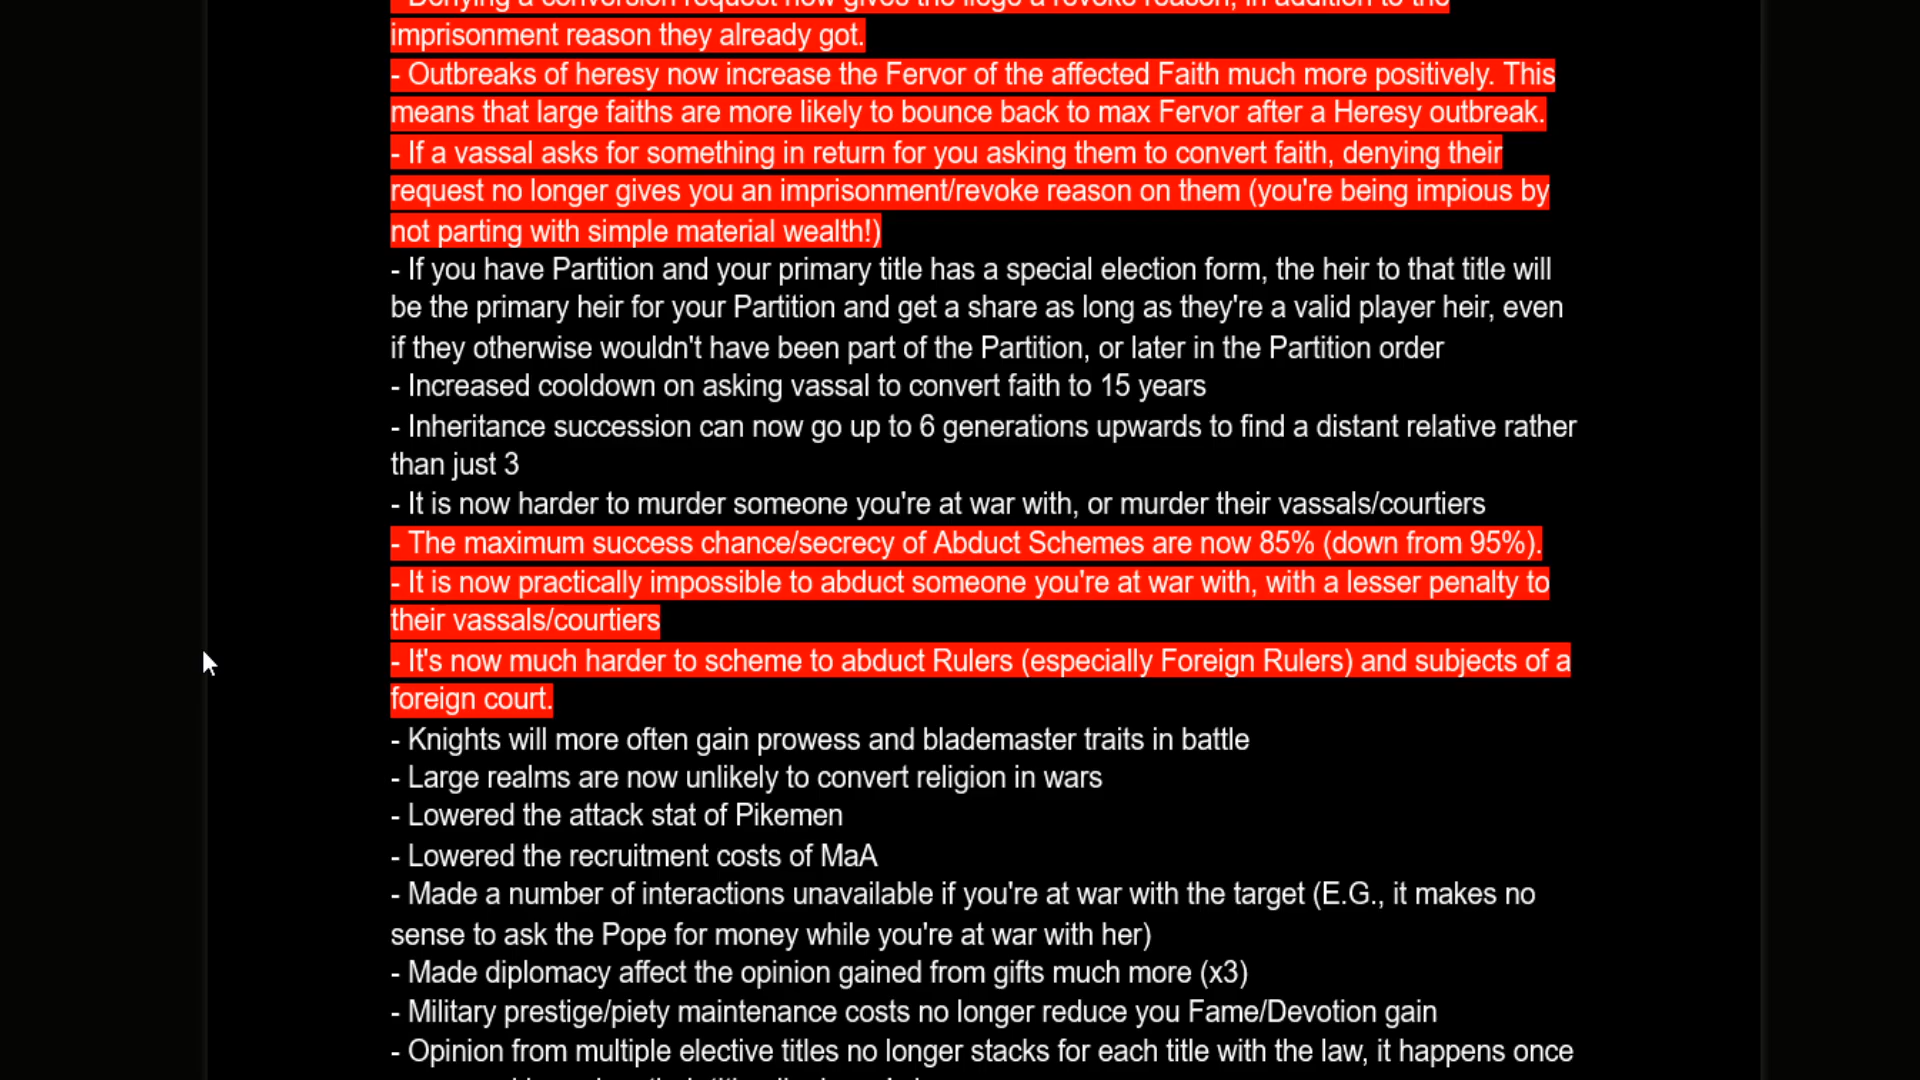 - Denying a conversion request now gives the liege a revoke reason, in addition to the
imprisonment reason they already got.
- Outbreaks of heresy now increase the Fervor of the affected Faith much more positively. This
means that large faiths are more likely to bounce back to max Fervor after a Heresy outbreak.
- If a vassal asks for something in return for you asking them to convert faith, denying their
request no longer gives you an imprisonment/revoke reason on them (you're being impious by
not parting with simple material wealth!)
- If you have Partition and your primary title has a special election form, the heir to that title will
be the primary heir for your Partition and get a share as long as they're a valid player heir, even
if they otherwise wouldn't have been part of the Partition, or later in the Partition order
- Increased cooldown on asking vassal to convert faith to 15 years
- Inheritance succession can now go up to 6 generations upwards to find a distant relative rather
than just 3
- It is now harder to murder someone you're at war with, or murder their vassals/courtiers
- The maximum success chance/secrecy of Abduct Schemes are now 85% (down from 95%).
- It is now practically impossible to abduct someone you're at war with, with a lesser penalty to
their vassals/courtiers
- It's now much harder to scheme to abduct Rulers (especially Foreign Rulers) and subjects of a
foreign court.
- Knights will more often gain prowess and blademaster traits in battle
- Large realms are now unlikely to convert religion in wars
- Lowered the attack stat of Pikemen
- Lowered the recruitment costs of MaA
- Made a number of interactions unavailable if you're at war with the target (E.G., it makes no
sense to ask the Pope for money while you're at war with her)
- Made diplomacy affect the opinion gained from gifts much more (x3)
- Military prestige/piety maintenance costs no longer reduce you Fame/Devotion gain
- Opinion from multiple elective titles no longer stacks for each title with the law, it happens once